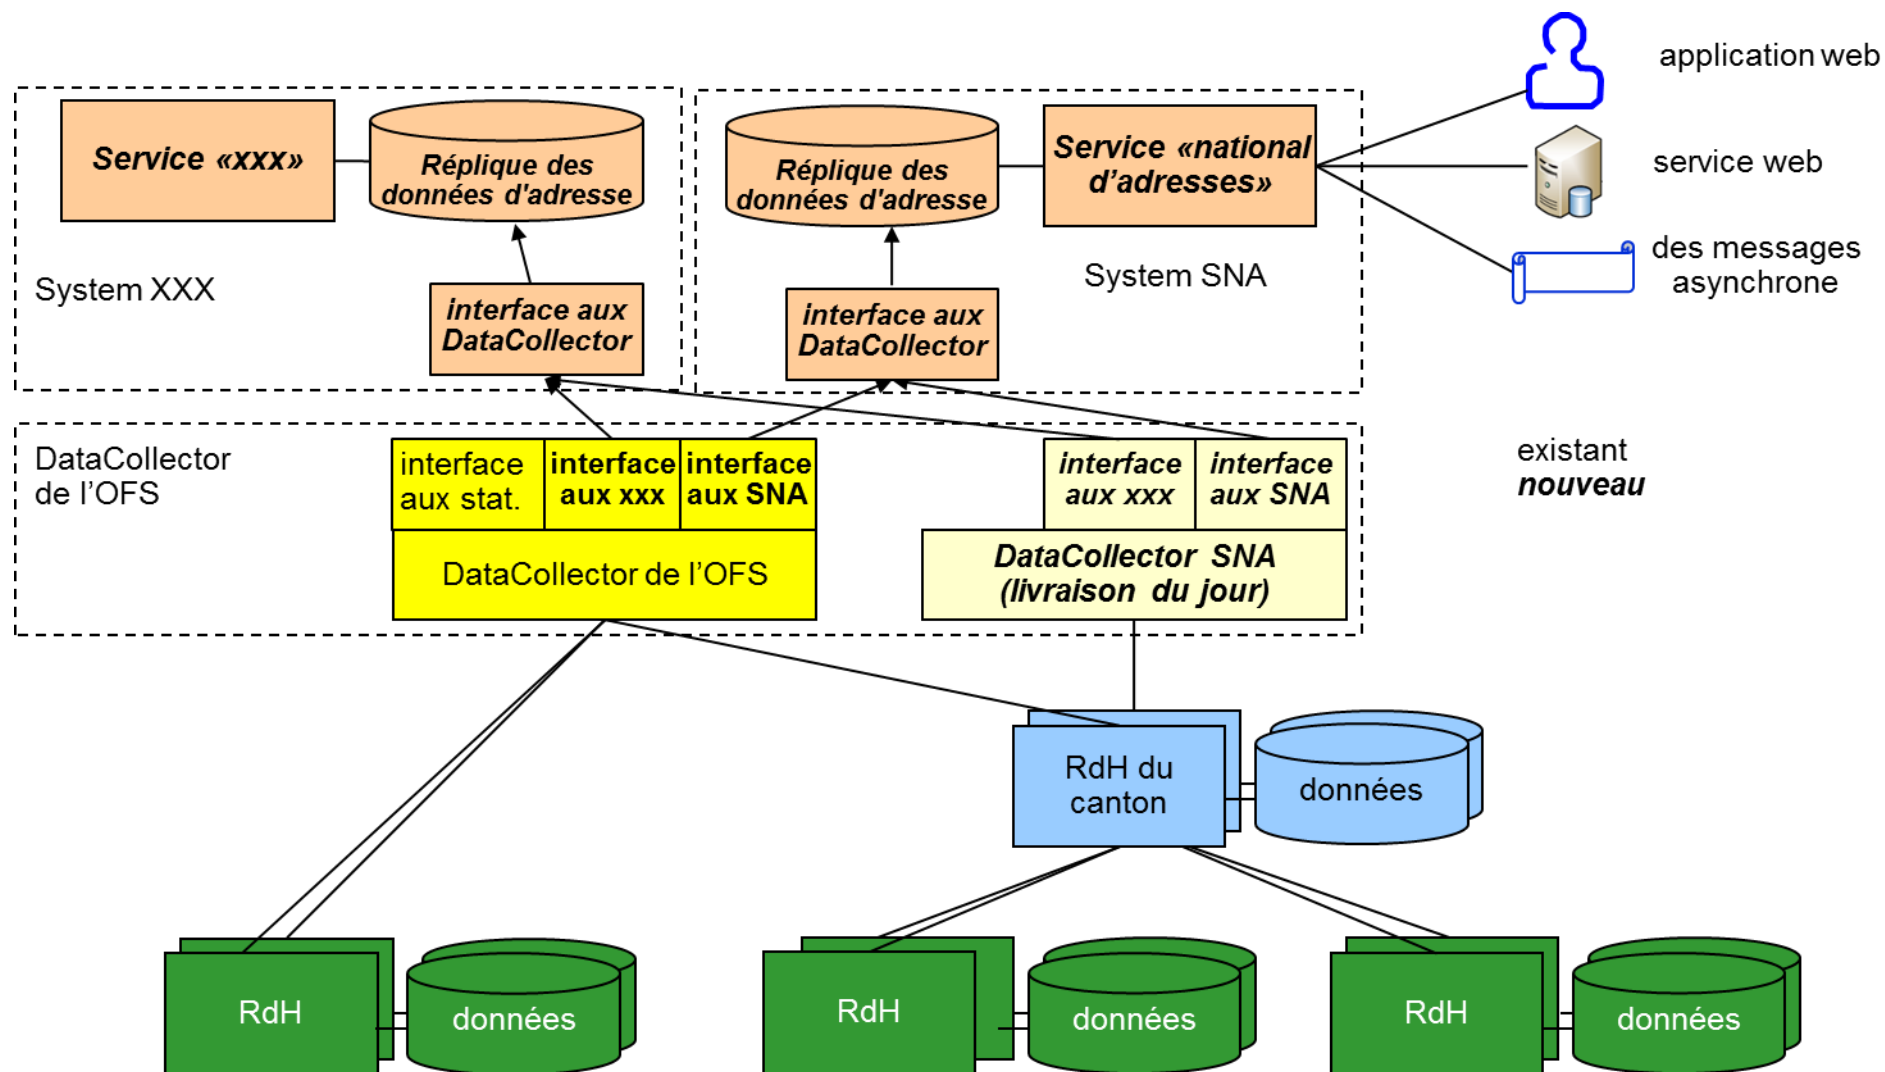 application web
Service «xxx»
Réplique des
données d'adresse
Réplique des
données d'adresse
Service «national
d’adresses»
service web
des messages
asynchrone
System XXX
System SNA
interface aux
DataCollector
interface aux
DataCollector
DataCollector
de l’OFS
interface
aux stat.
interface
aux xxx
interface
aux SNA
interface
aux xxx
interface
aux SNA
existant
nouveau
DataCollector de l’OFS
DataCollector SNA
(livraison du jour)
RdH du
canton
données
RdH
données
RdH
données
RdH
données